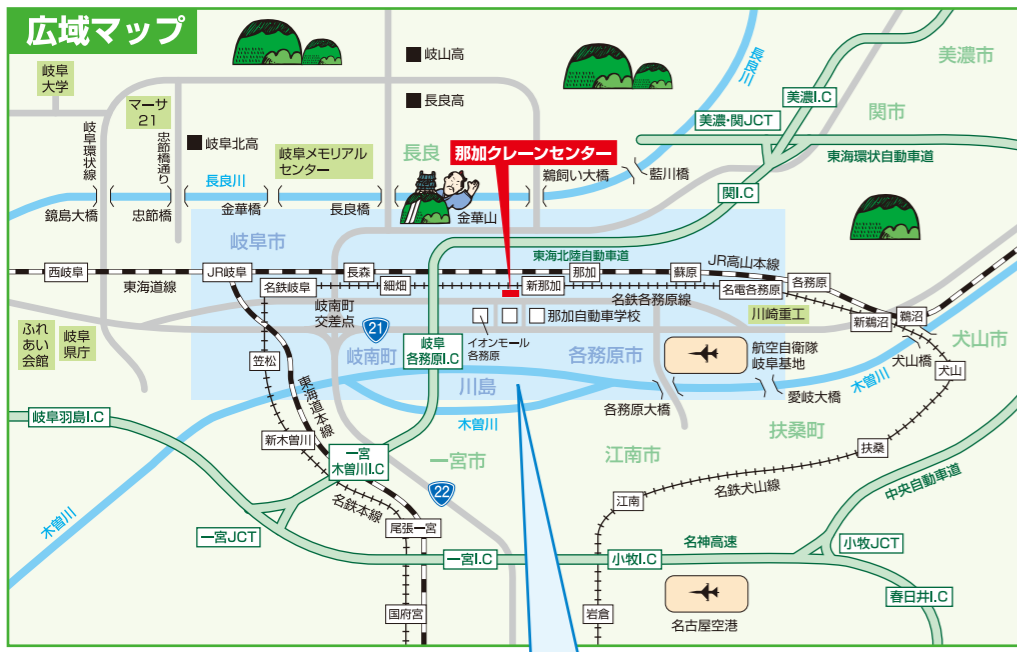 広域マップ
岐阜
大学
マーサ
21
岐山高
長良高
岐阜北高
岐阜メモリアル
センター
長良
那加クレーンセンター
長良川
美濃市
美濃I.C
美濃・関JCT
関市
東海環状自動車道
岐阜環状線
忠節橋通り
長良川
鵜飼い大橋
藍川橋
関I.C
鏡島大橋
忠節橋
金華橋
長良橋
金華山
岐阜市
東海北陸自動車道
JR高山本線
西岐阜
JR岐阜
長森
那加
蘇原
各務原
東海道線
名鉄岐阜
細畑
新那加
名電各務原
岐南町
交差点
名鉄各務原線
新鵜沼
鵜沼
21
イオンモール
各務原
那加自動車学校
川崎重工
ふれ
あい
会館
岐阜
県庁
笠松
岐南町
岐阜
各務原I.C
各務原市
航空自衛隊
岐阜基地
犬山市
犬山橋
犬山
東海道本線
川島
木曽川
岐阜羽島I.C
木曽川
各務原大橋
愛岐大橋
扶桑町
新木曽川
一宮
木曽川I.C
一宮市
江南市
扶桑
22
名鉄本線
江南
名鉄犬山線
中央自動車道
木曽川
一宮JCT
尾張一宮
一宮I.C
小牧I.C
名神高速
小牧JCT
国府宮
岩倉
名古屋空港
春日井I.C